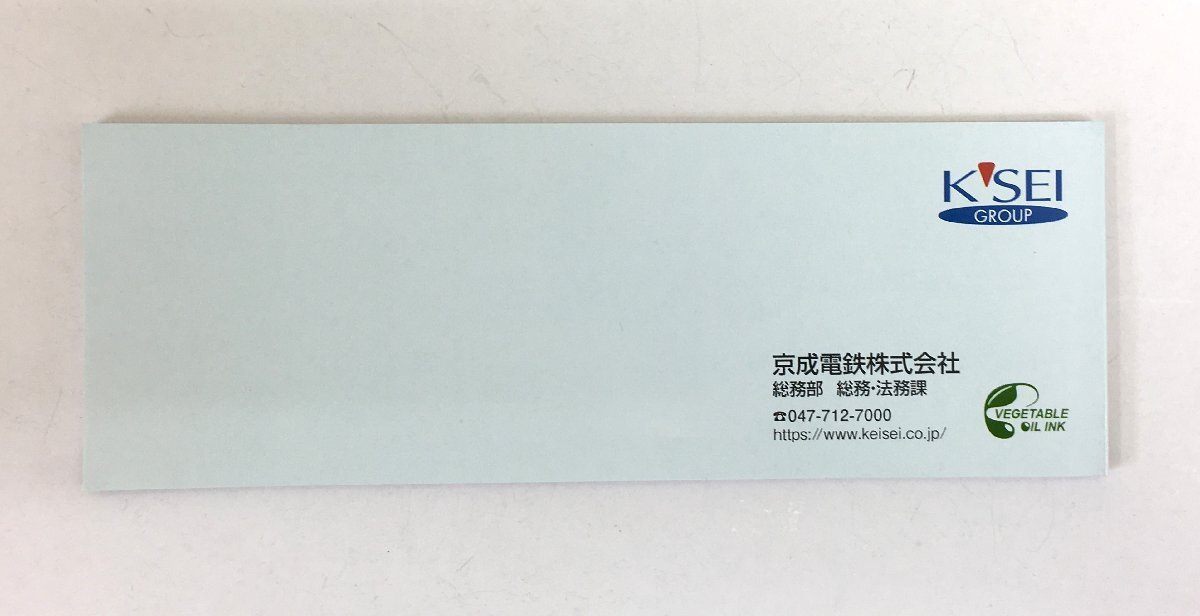 K'SEI
GROUP
京成電鉄株式会社
総務部 総務・法務課
☎047-712-7000
https://www.keisei.co.jp/
VEGETABLE
OIL INK